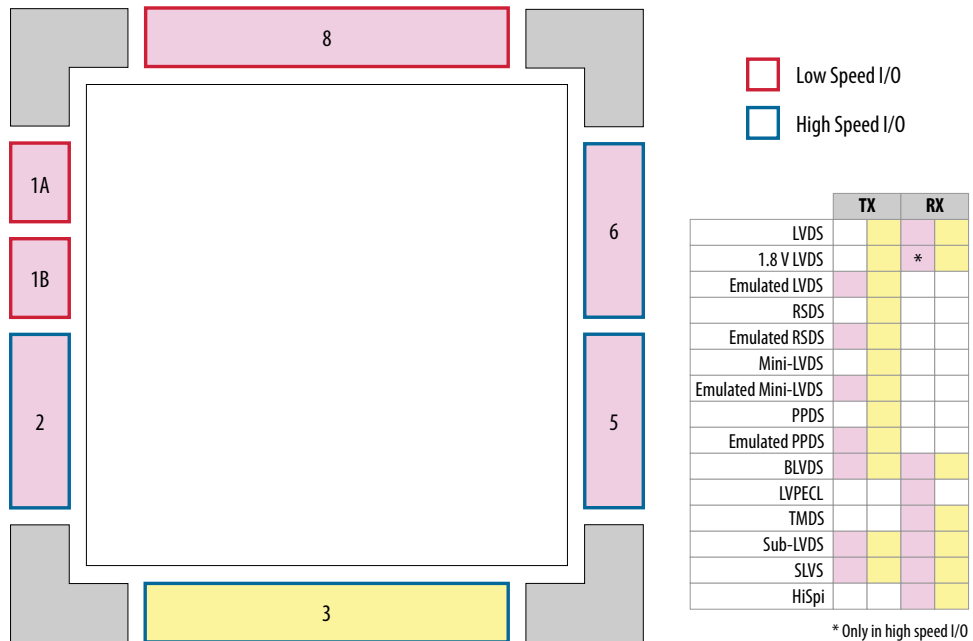 8
Low Speed I/O
High Speed I/O
1A
6
1B
2
5
3
TX RX
LVDS
1.8 V LVDS *
Emulated LVDS
RSDS
Emulated RSDS
Mini-LVDS
Emulated Mini-LVDS
PPDS
Emulated PPDS
BLVDS
LVPECL
TMDS
Sub-LVDS
SLVS
HiSpi
* Only in high speed I/O